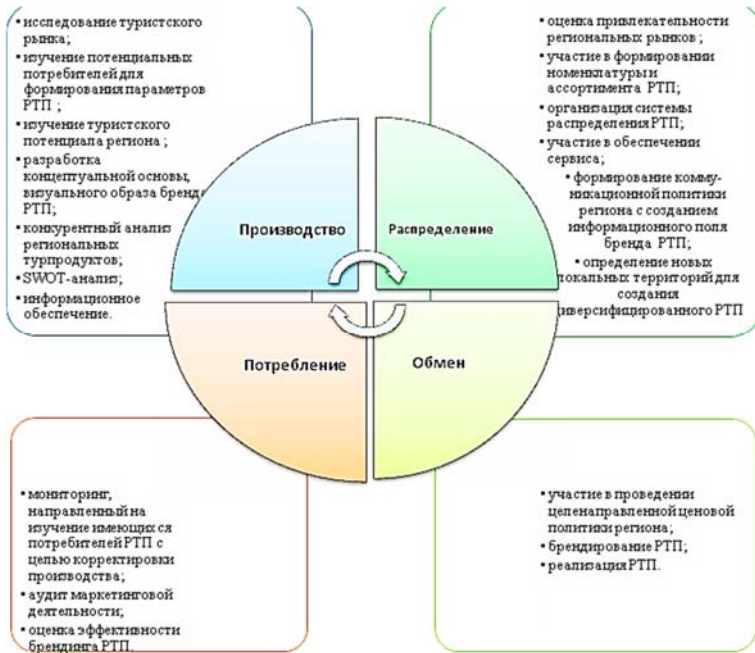 • исследование туристского
рынка;
• изучение потенциальных
потребителей для
формирования параметров
РТП ;
• изучение туристского
потенциала региона ;
• разработка
концептуальной основы,
визуального образа бренда
РТП;
• конкурентный анализ
региональных
турпродуктов;
• SWOT-анализ;
• информационное
обеспечение.
• оценка привлекательности
региональных рынков ;
• участие в формировании
номенклатуры и
ассортимента РТП;
• организация системы
распределения РТП;
• участие в обеспечении
сервиса;
• формирование комму-
никационной политики
региона с созданием
информационного поля
бренда РТП;
• определение новых
локальных территорий для
создания
диверсифицированного РТП
Производство
Распределение
Потребление
Обмен
• мониторинг,
направленный на
изучение имеющихся
потребителей РТП с
целью корректировки
производства;
• аудит маркетинговой
деятельности;
• оценка эффективности
брендинга РТП.
• участие в проведении
целенаправленной ценовой
политики региона;
• брендирование РТП;
• реализация РТП.